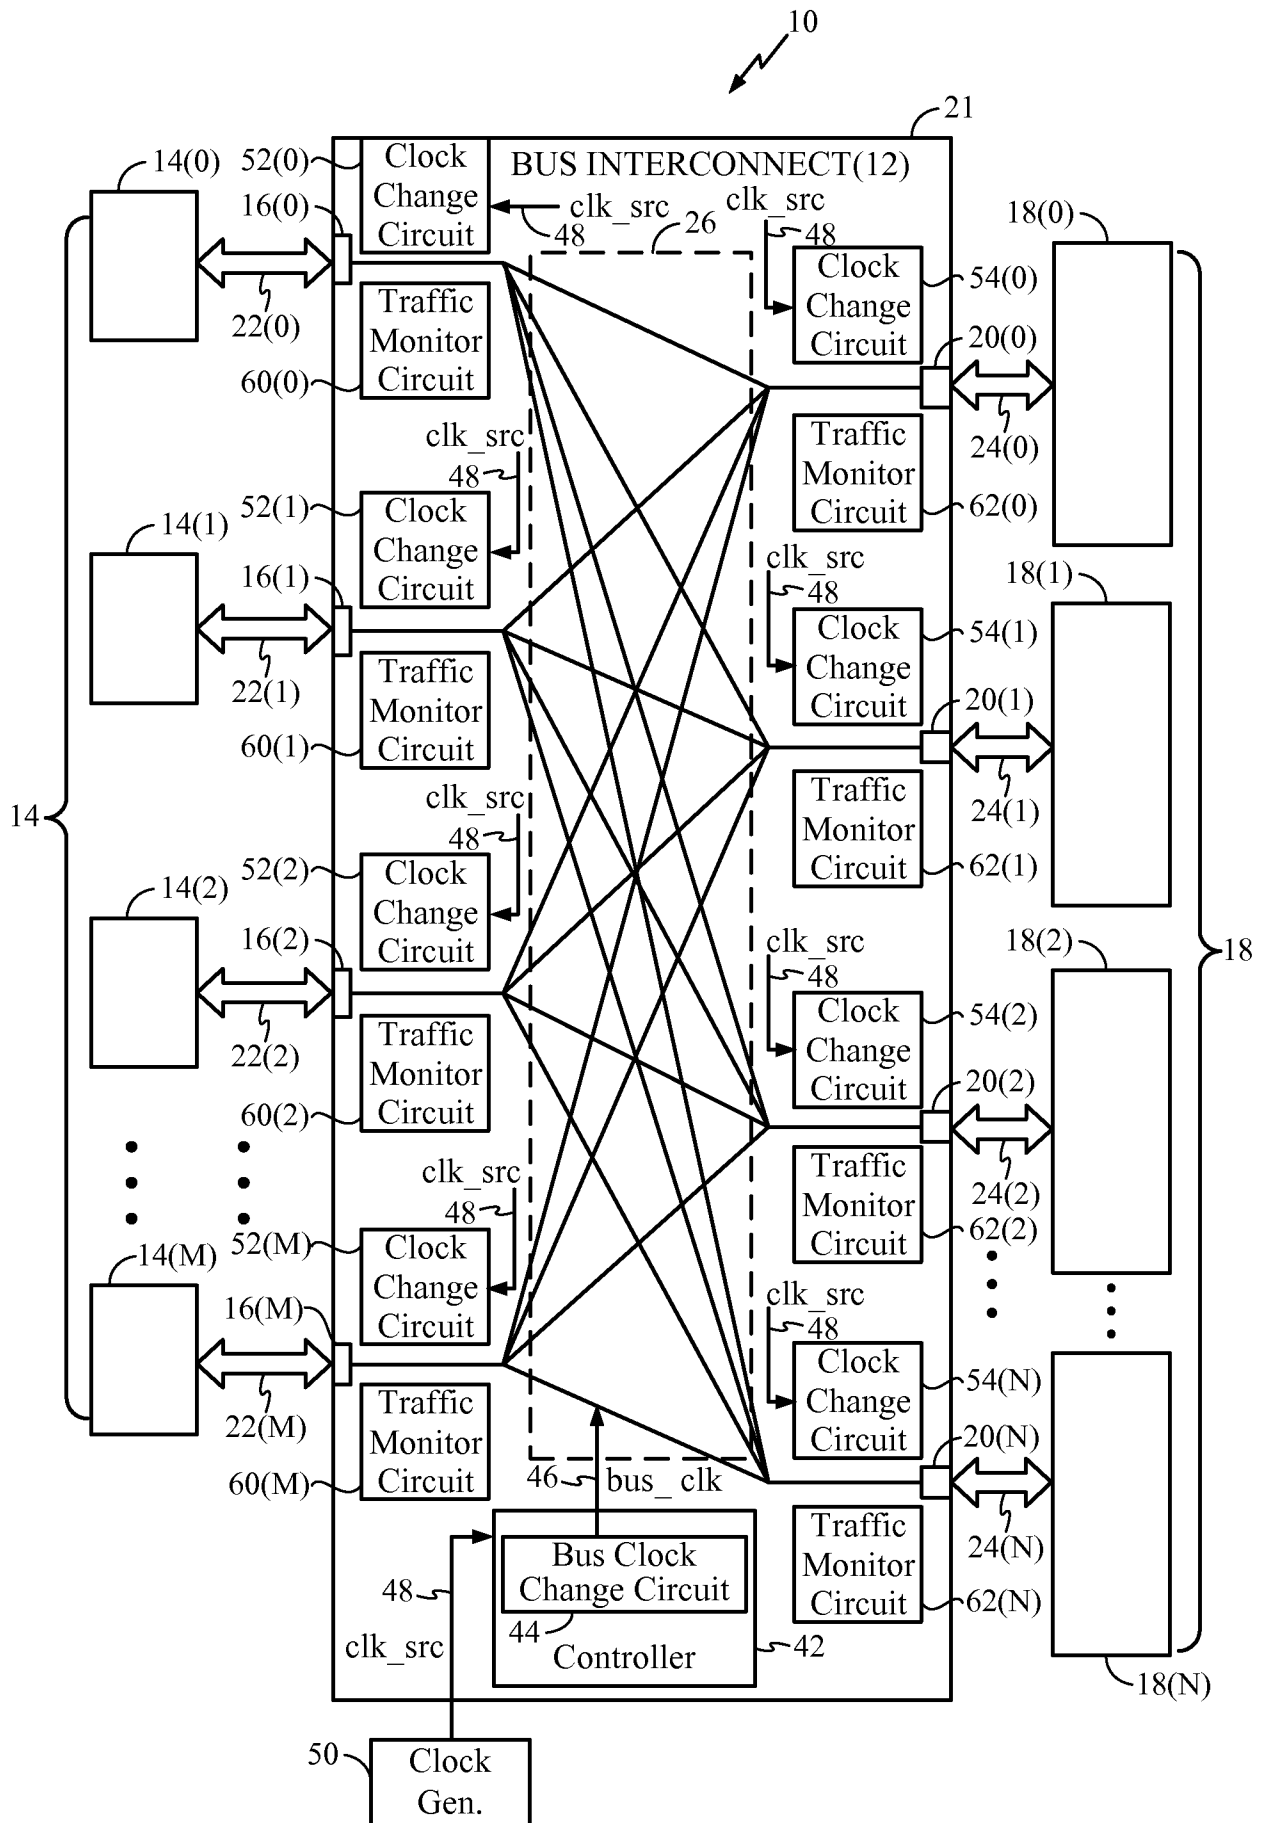 10
21
14(0)
52(0)
Clock
Change
Circuit
BUS INTERCONNECT(12)
16(0)
clk_src
48
26
clk_src
48
18(0)
Clock
Change
Circuit
54(0)
22(0)
Traffic
Monitor
Circuit
60(0)
20(0)
24(0)
clk_src
48
Traffic
Monitor
Circuit
62(0)
52(1)
Clock
Change
Circuit
14(1)
16(1)
clk_src
48
18(1)
Clock
Change
Circuit
54(1)
22(1)
Traffic
Monitor
Circuit
60(1)
20(1)
24(1)
14
clk_src
48
Traffic
Monitor
Circuit
62(1)
52(2)
Clock
Change
Circuit
14(2)
16(2)
clk_src
48
18(2)
18
Clock
Change
Circuit
54(2)
22(2)
Traffic
Monitor
Circuit
60(2)
20(2)
24(2)
clk_src
48
Traffic
Monitor
Circuit
62(2)
52(M)
Clock
Change
Circuit
14(M)
16(M)
clk_src
48
Clock
Change
Circuit
54(N)
22(M)
Traffic
Monitor
Circuit
60(M)
20(N)
24(N)
46
bus_ clk
Traffic
Monitor
Circuit
62(N)
Bus Clock
Change Circuit
44
Controller
42
48
clk_src
18(N)
50
Clock
Gen.